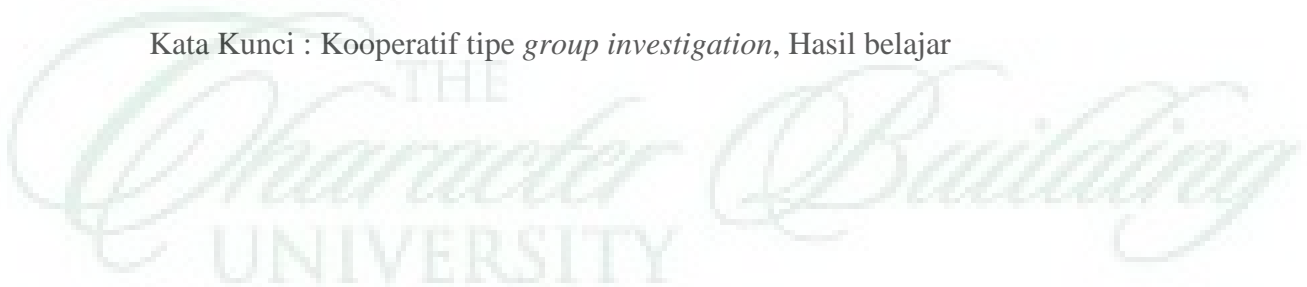 Kata Kunci : Kooperatif tipe group investigation, Hasil belajar
THE
Character Building
UNIVERSITY